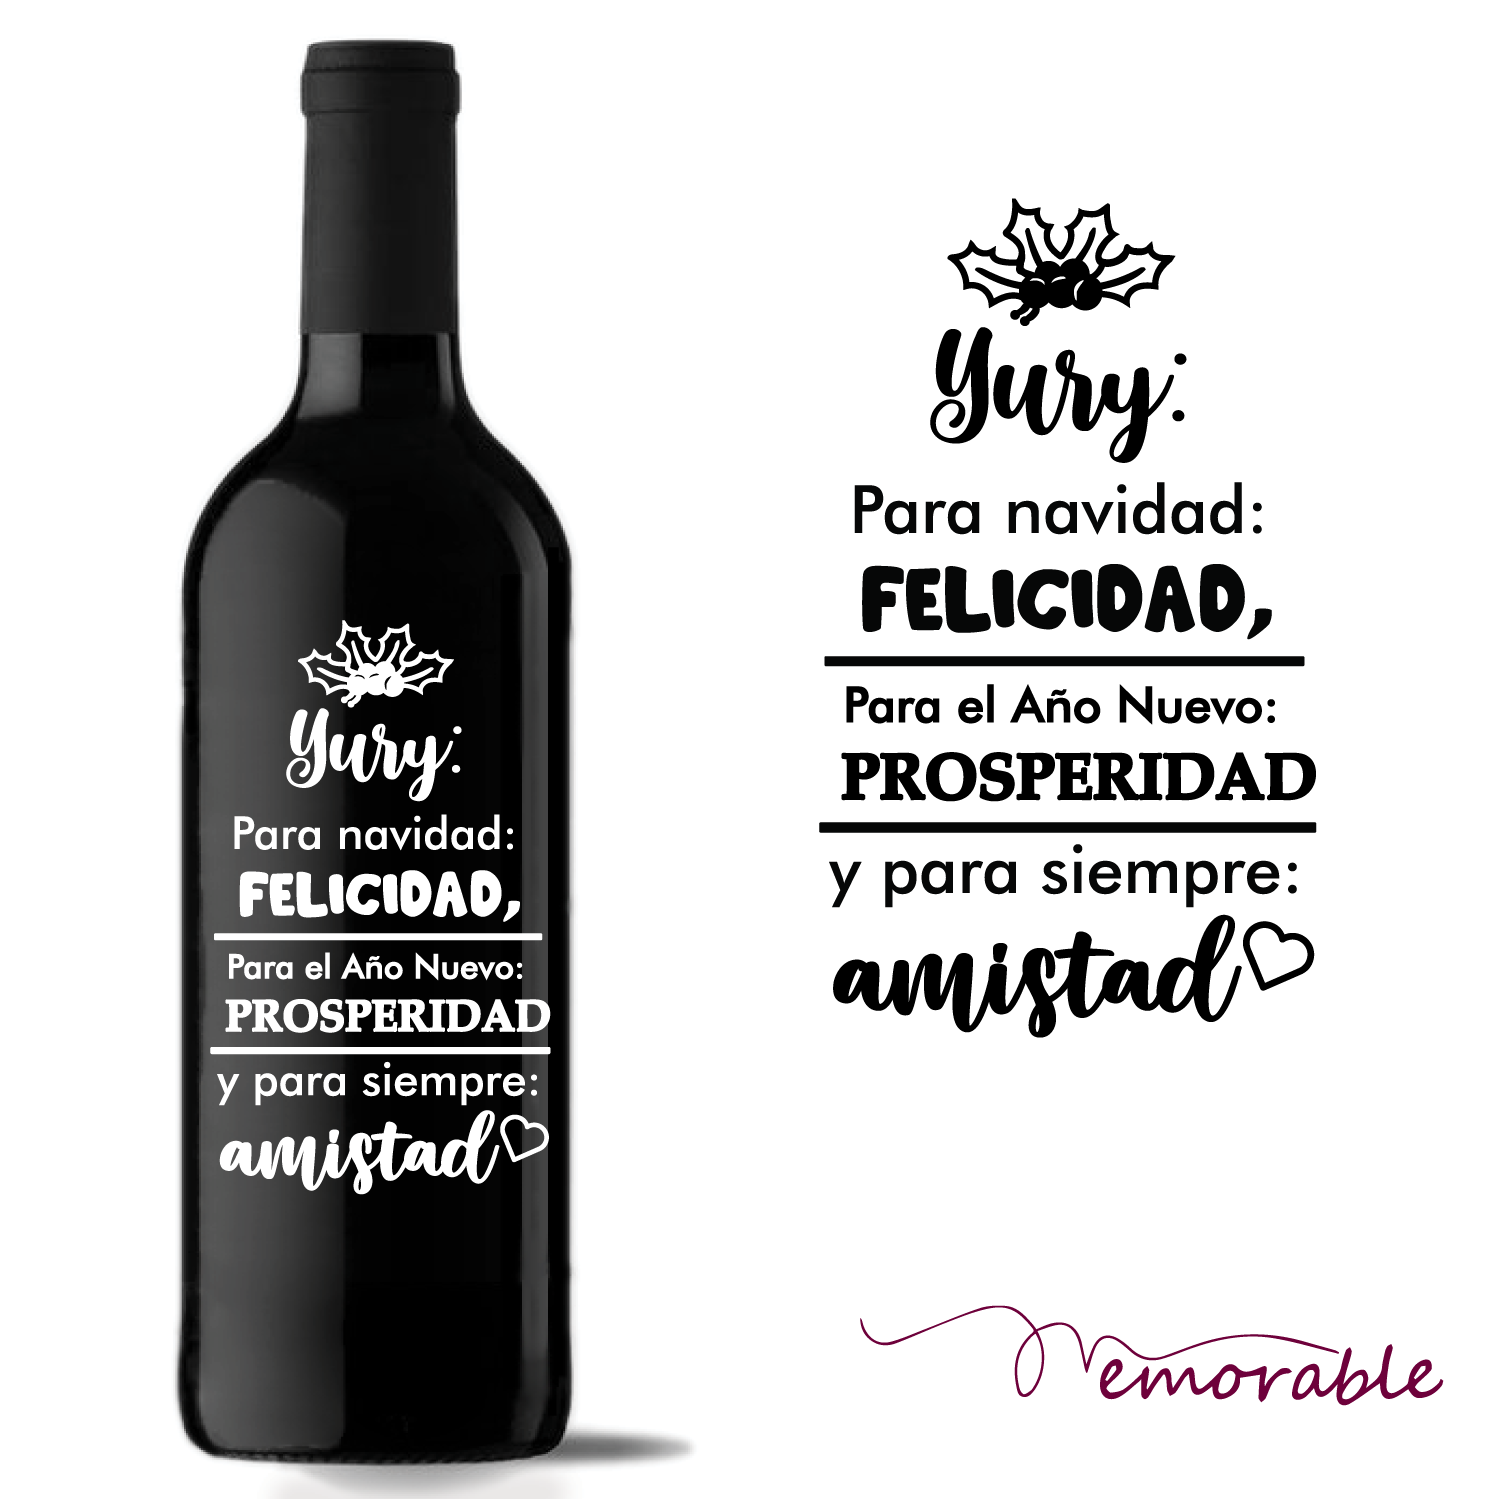 Yury:
Para navidad:
FELICIDAD,
Para el Año Nuevo:
PROSPERIDAD
y para siempre:
amistad
Yury:
Para navidad:
FELICIDAD,
Para el Año Nuevo:
PROSPERIDAD
y para siempre:
amistad
Memorable